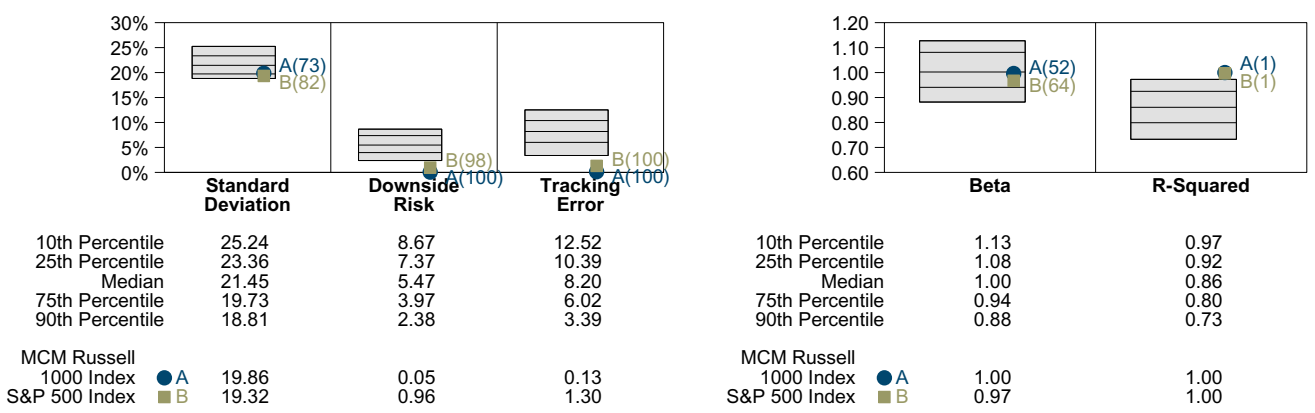 30%
25%
20%
15%
10%
5%
0%
A(73)
B(82)
B(98)
A(100)
B(100)
A(100)
Standard Deviation
Downside Risk
Tracking Error
10th Percentile 25.24 8.67 12.52
25th Percentile 23.36 7.37 10.39
Median 21.45 5.47 8.20
75th Percentile 19.73 3.97 6.02
90th Percentile 18.81 2.38 3.39
MCM Russell
1000 Index A 19.86 0.05 0.13
S&P 500 Index B 19.32 0.96 1.30
1.20
1.10
1.00
0.90
0.80
0.70
0.60
A(52)
B(64)
A(1)
B(1)
Beta
R-Squared
10th Percentile 1.13 0.97
25th Percentile 1.08 0.92
Median 1.00 0.86
75th Percentile 0.94 0.80
90th Percentile 0.88 0.73
MCM Russell
1000 Index A 1.00 1.00
S&P 500 Index B 0.97 1.00